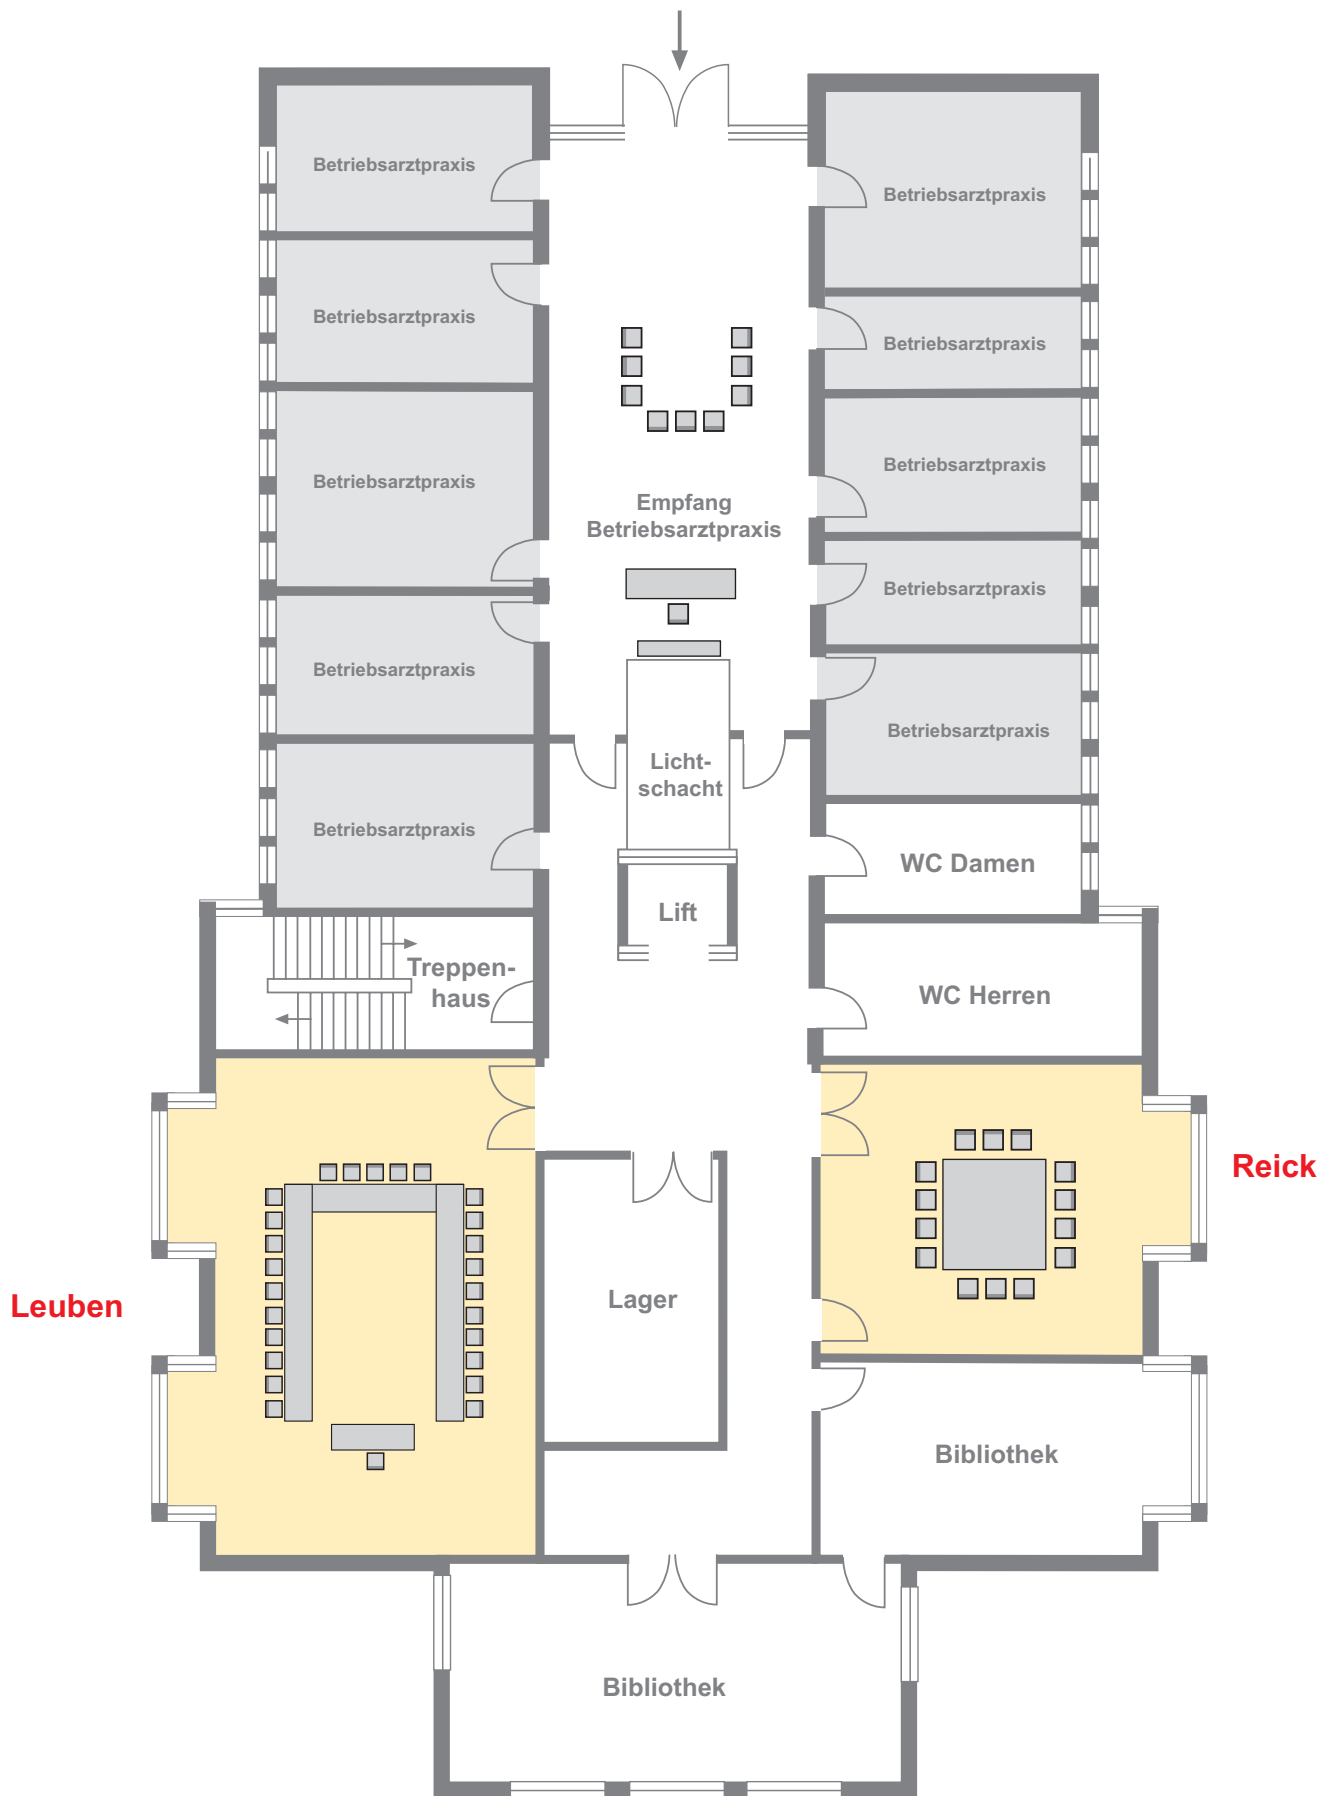 Betriebsarztpraxis
Betriebsarztpraxis
Betriebsarztpraxis
Betriebsarztpraxis
Betriebsarztpraxis
Betriebsarztpraxis
Betriebsarztpraxis
Empfang
Betriebsarztpraxis
Betriebsarztpraxis
Betriebsarztpraxis
Betriebsarztpraxis
Licht-
schacht
Betriebsarztpraxis
WC Damen
Lift
Treppen-
haus
WC Herren
Reick
Leuben
Lager
Bibliothek
Bibliothek